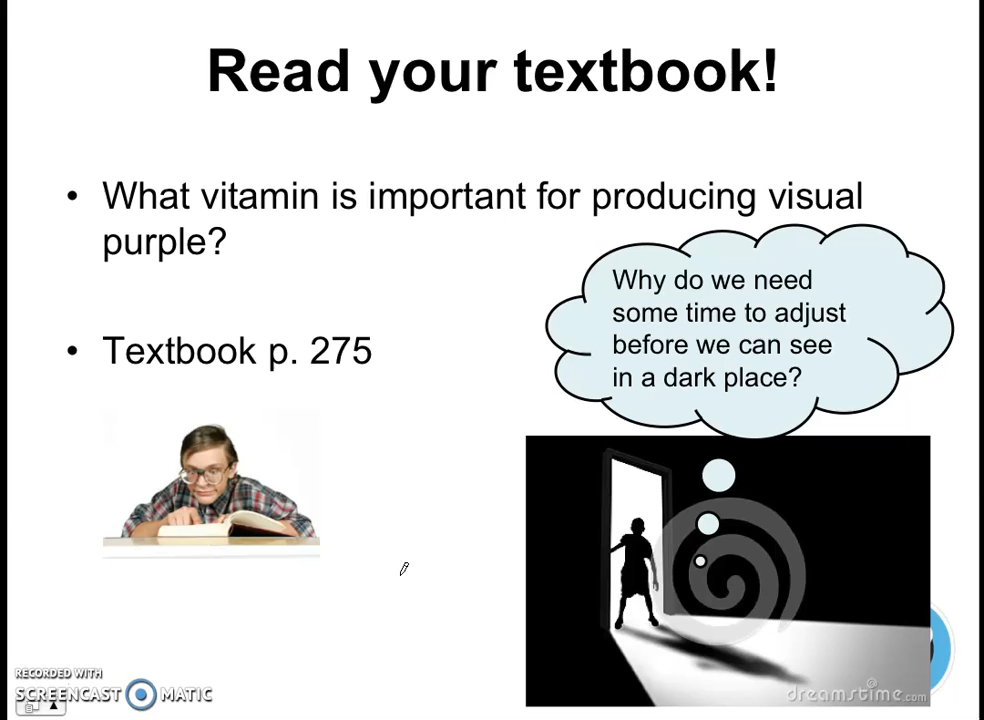 Read your textbook!
• What vitamin is important for producing visual
purple?
Why do we need
some time to adjust
before we can see
in a dark place?
• Textbook p. 275
RECORDED WITH
SCREENCAST MATIC
dreamstime.com